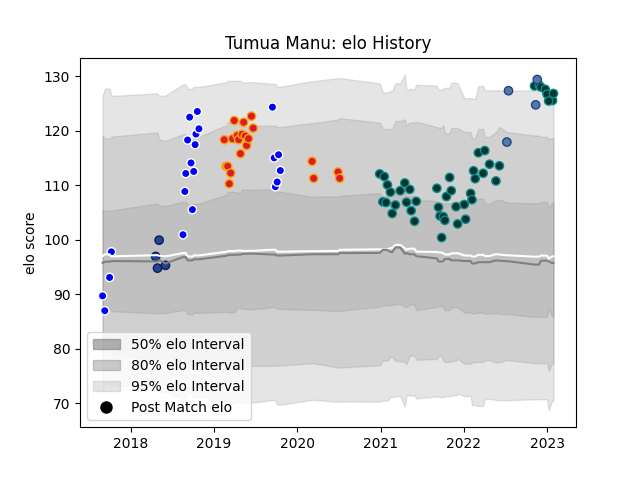 Tumua Manu: elo History
elo score
130
120
110
100
90
80
70
50% elo Interval
80% elo Interval
95% elo Interval
Post Match elo
2018 2019 2020 2021 2022 2023